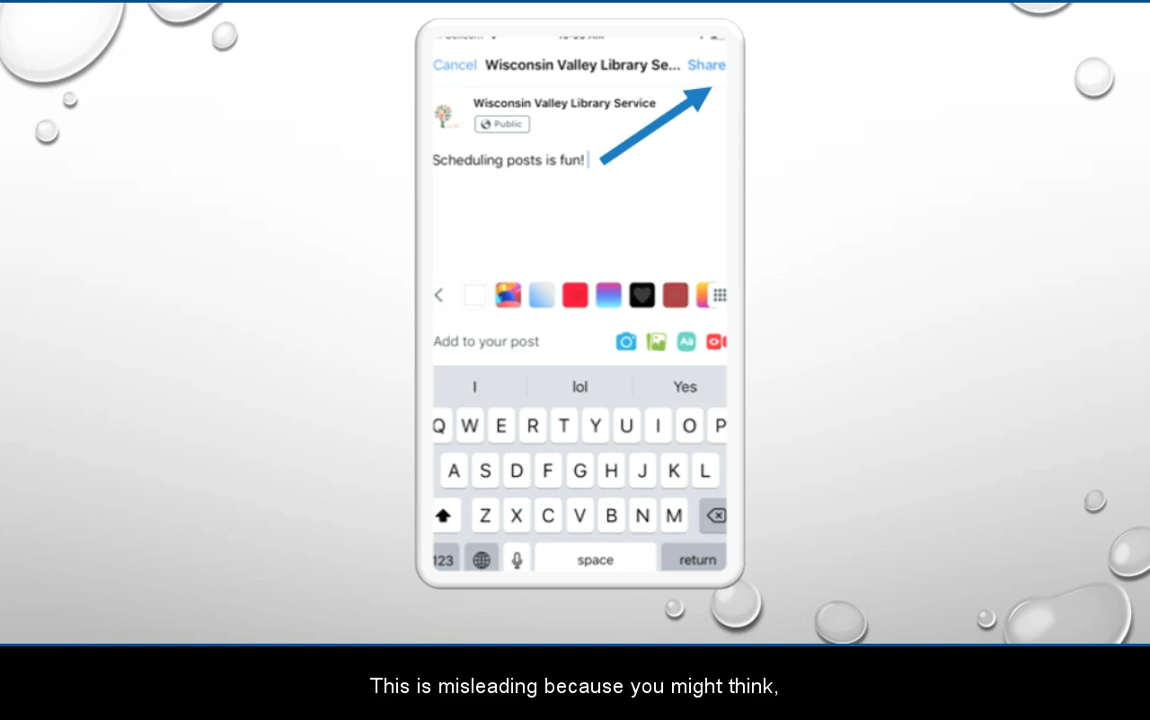 Cancel Wisconsin Valley Library Se... Share
Wisconsin Valley Library Service
Public
Scheduling posts is fun!
Add to your post
Aa
I lol Yes
Q W E R T Y U I O P
A S D F G H J K L
Z X C V B N M
123 space return
This is misleading because you might think,